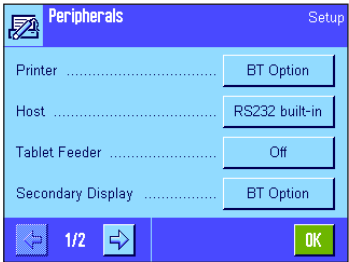 Peripherals Setup
Printer ........................................ BT Option
Host ........................................... RS232 built-in
Tablet Feeder ............................ Off
Secondary Display ................... BT Option
1/2 OK